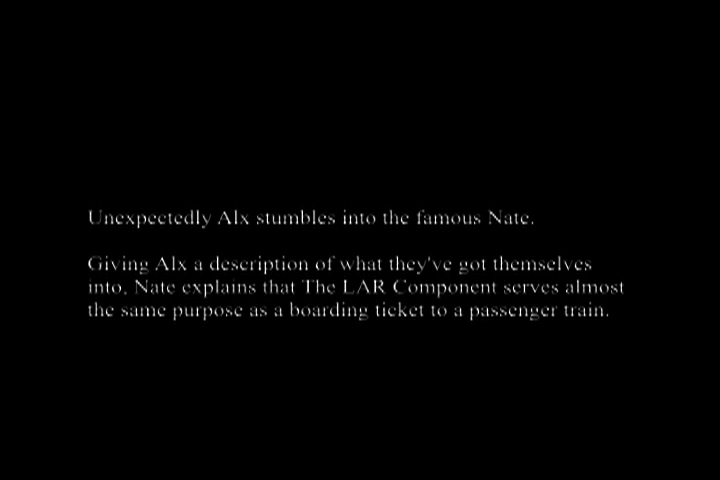 Unexpectedly Alx stumbles into the famous Nate.
Giving Alx a description of what they've got themselves
into, Nate explains that The LAR Component serves almost
the same purpose as a boarding ticket to a passenger train.